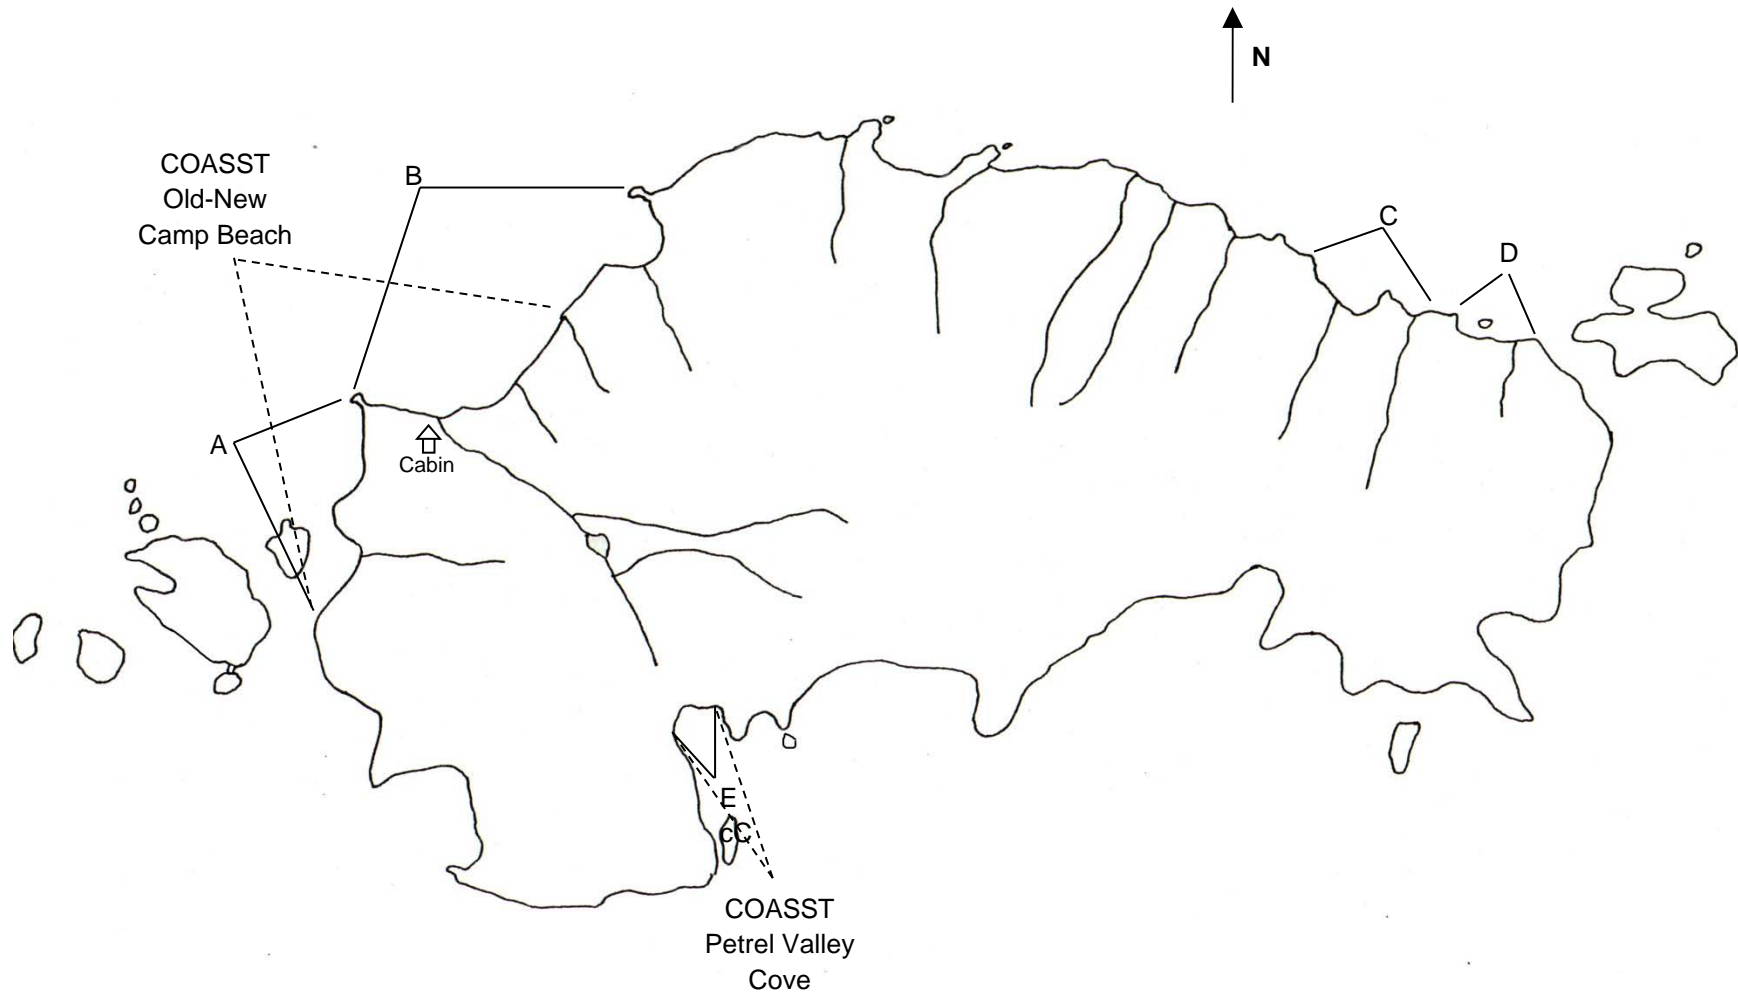 N
COASST
Old-New
Camp Beach
B
C
D
A
Cabin
E
cC
COASST
Petrel Valley
Cove